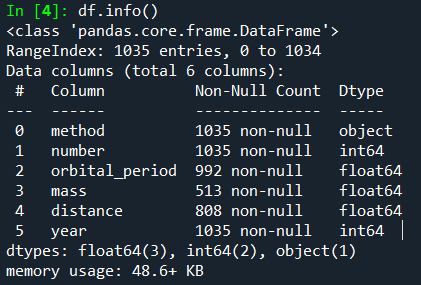 In [4]: df.info()
<class 'pandas.core.frame.DataFrame'>
RangeIndex: 1035 entries, 0 to 1034
Data columns (total 6 columns):
 #   Column          Non-Null Count  Dtype
---  ------          --------------  -----
 0   method          1035 non-null   object
 1   number          1035 non-null   int64
 2   orbital_period  992 non-null    float64
 3   mass            513 non-null    float64
 4   distance        808 non-null    float64
 5   year            1035 non-null   int64
dtypes: float64(3), int64(2), object(1)
memory usage: 48.6+ KB